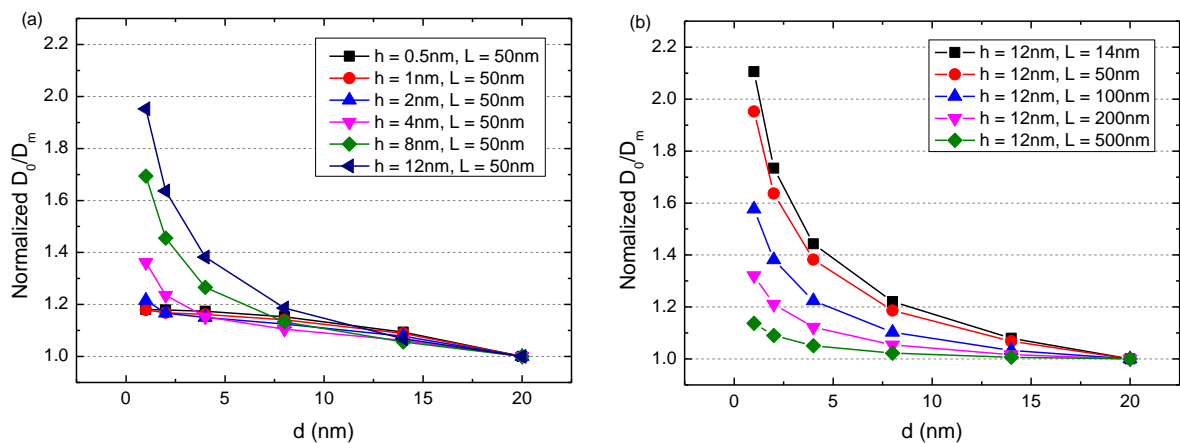 (a)
Normalized D0/Dm
2.2
2.0
1.8
1.6
1.4
1.2
1.0
h = 0.5nm, L = 50nm
h = 1nm, L = 50nm
h = 2nm, L = 50nm
h = 4nm, L = 50nm
h = 8nm, L = 50nm
h = 12nm, L = 50nm
0 5 10 15 20
d (nm)
(b)
Nomalized D0/Dm
2.2
2.0
1.8
1.6
1.4
1.2
1.0
h = 12nm, L = 14nm
h = 12nm, L = 50nm
h = 12nm, L = 100nm
h = 12nm, L = 200nm
h = 12nm, L = 500nm
0 5 10 15 20
d (nm)